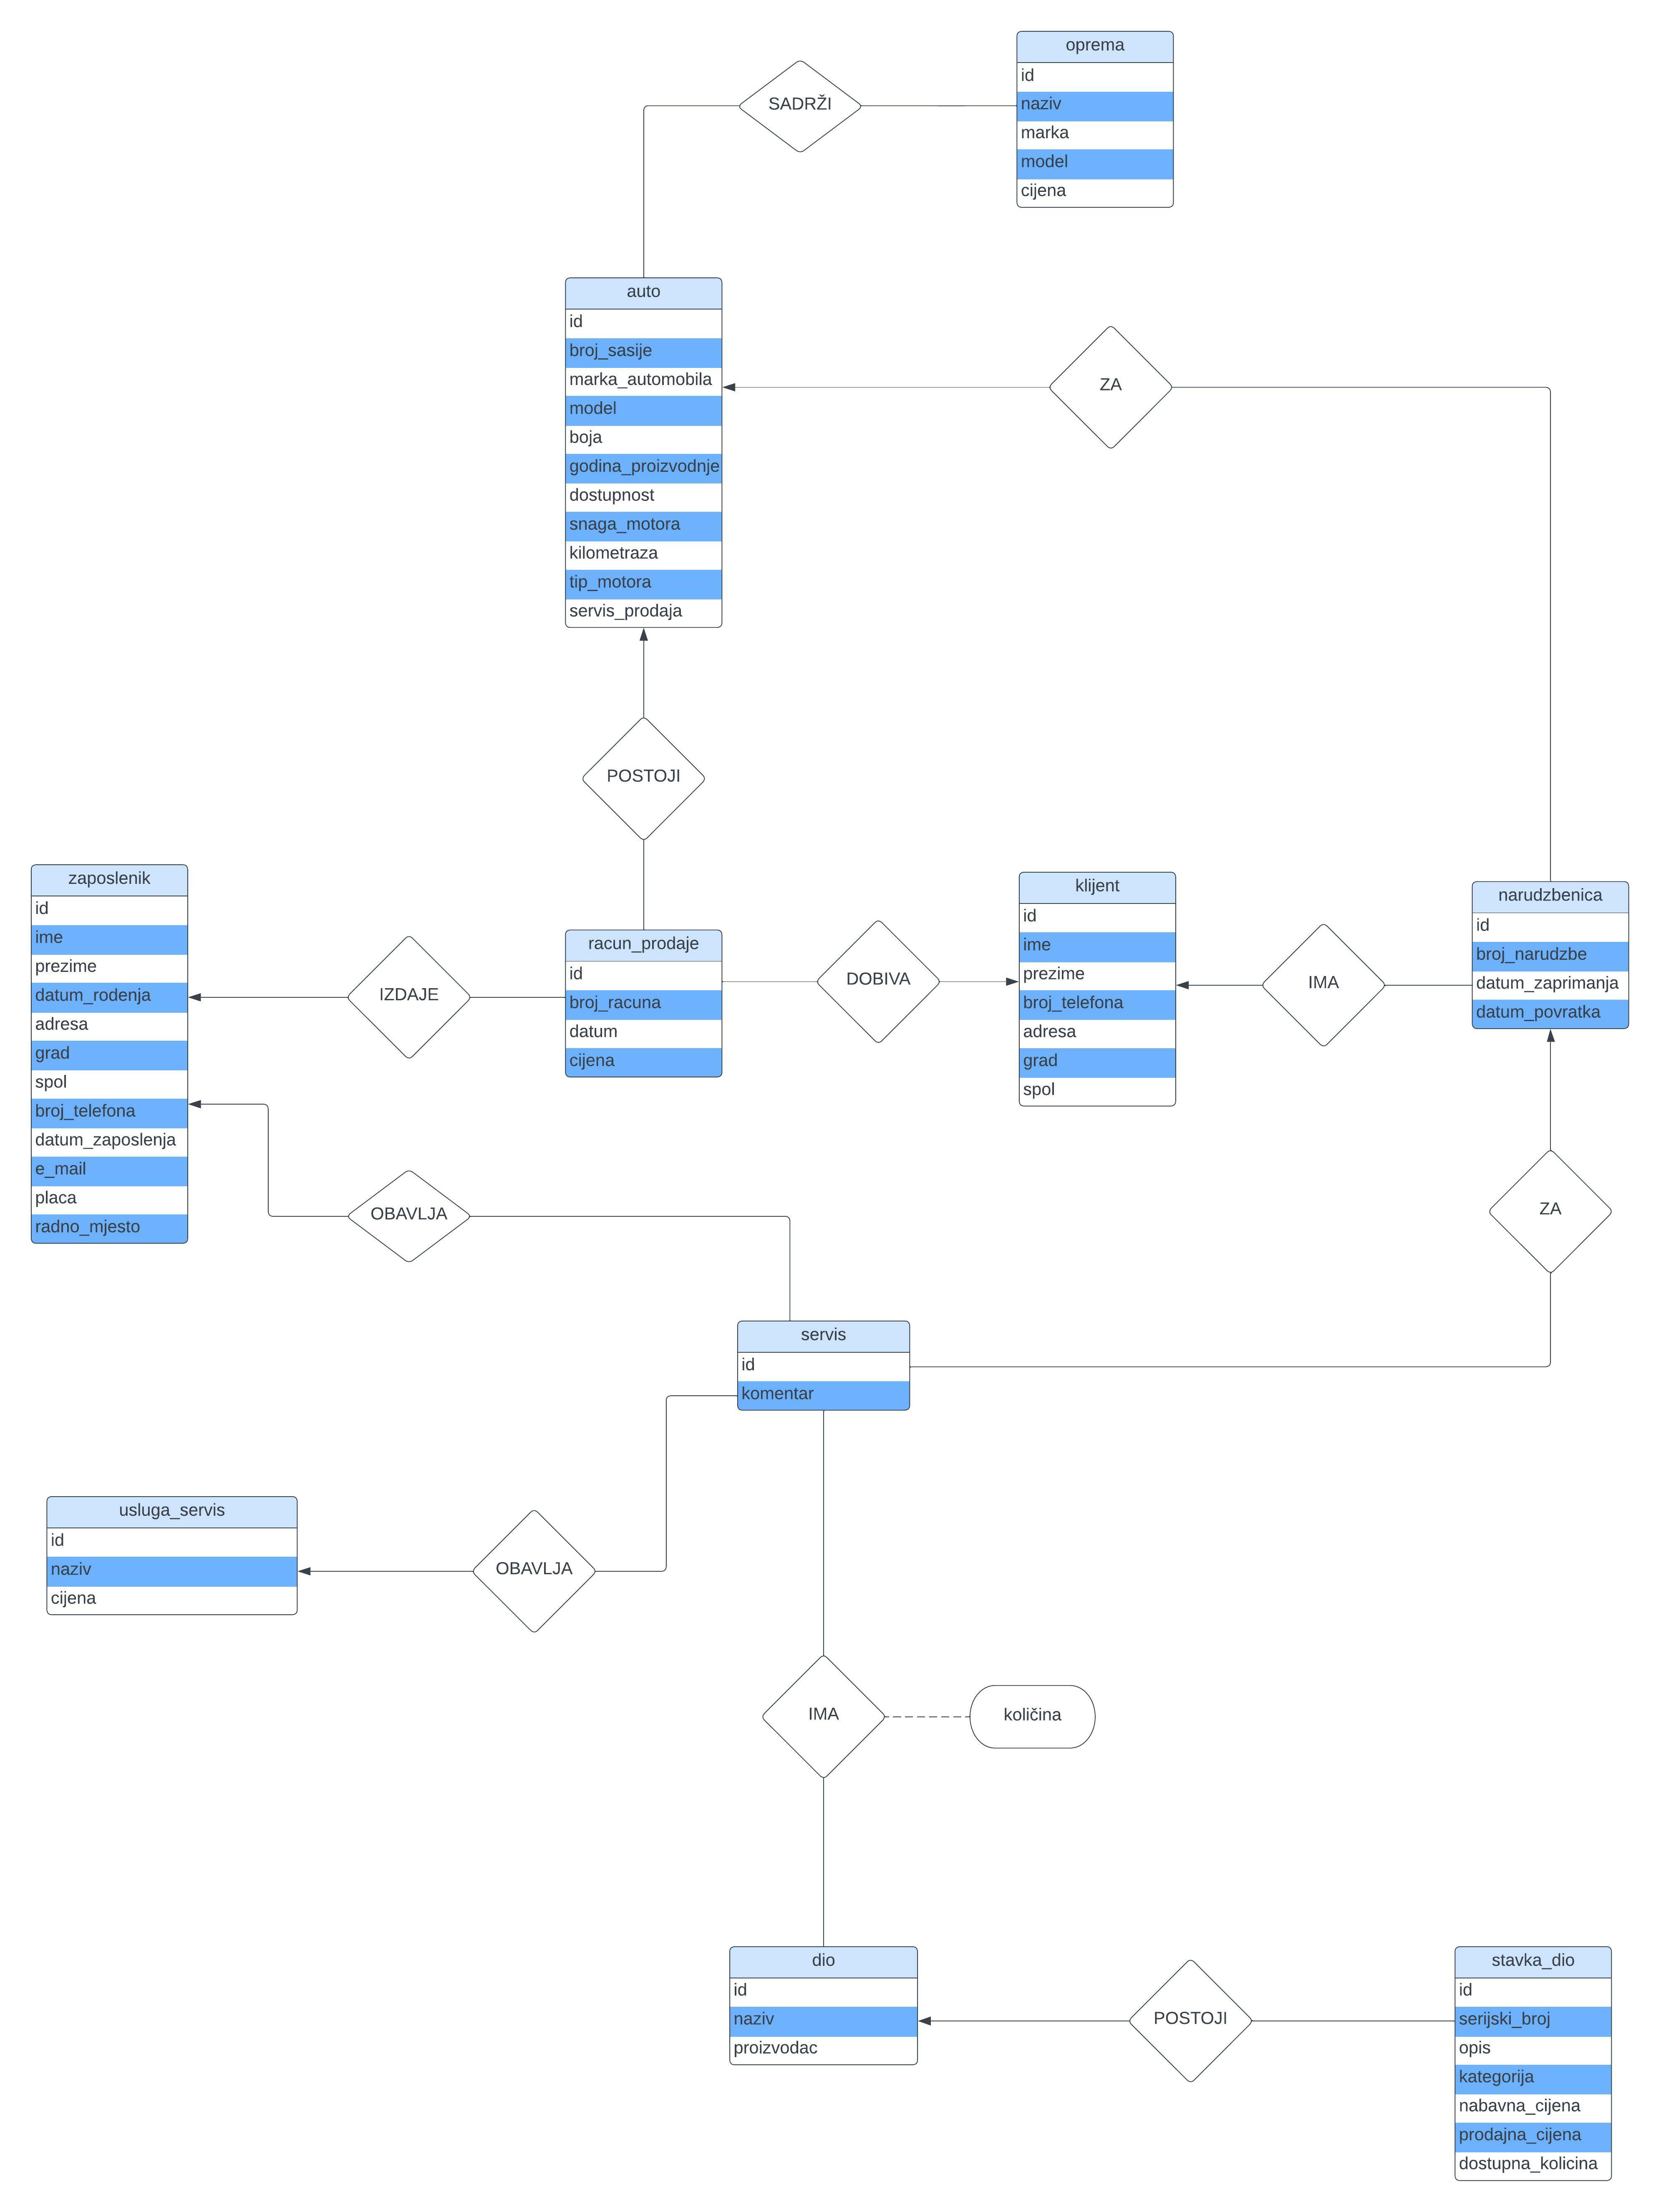 oprema
id
naziv
marka
model
cijena
SADRŽI
auto
id
broj_sasije
marka_automobila
model
boja
godina_proizvodnje
dostupnost
snaga_motora
kilometraza
tip_motora
servis_prodaja
ZA
POSTOJI
zaposlenik
id
ime
prezime
datum_rodenja
adresa
grad
spol
broj_telefona
datum_zaposlenja
e_mail
placa
radno_mjesto
IZDAJE
racun_prodaje
id
broj_racuna
datum
cijena
DOBIVA
klijent
id
ime
prezime
broj_telefona
adresa
grad
spol
IMA
narudzbenica
id
broj_narudzbe
datum_zaprimanja
datum_povratka
OBAVLJA
ZA
servis
id
komentar
usluga_servis
id
naziv
cijena
OBAVLJA
IMA
količina
dio
id
naziv
proizvodac
POSTOJI
stavka_dio
id
serijski_broj
opis
kategorija
nabavna_cijena
prodajna_cijena
dostupna_kolicina